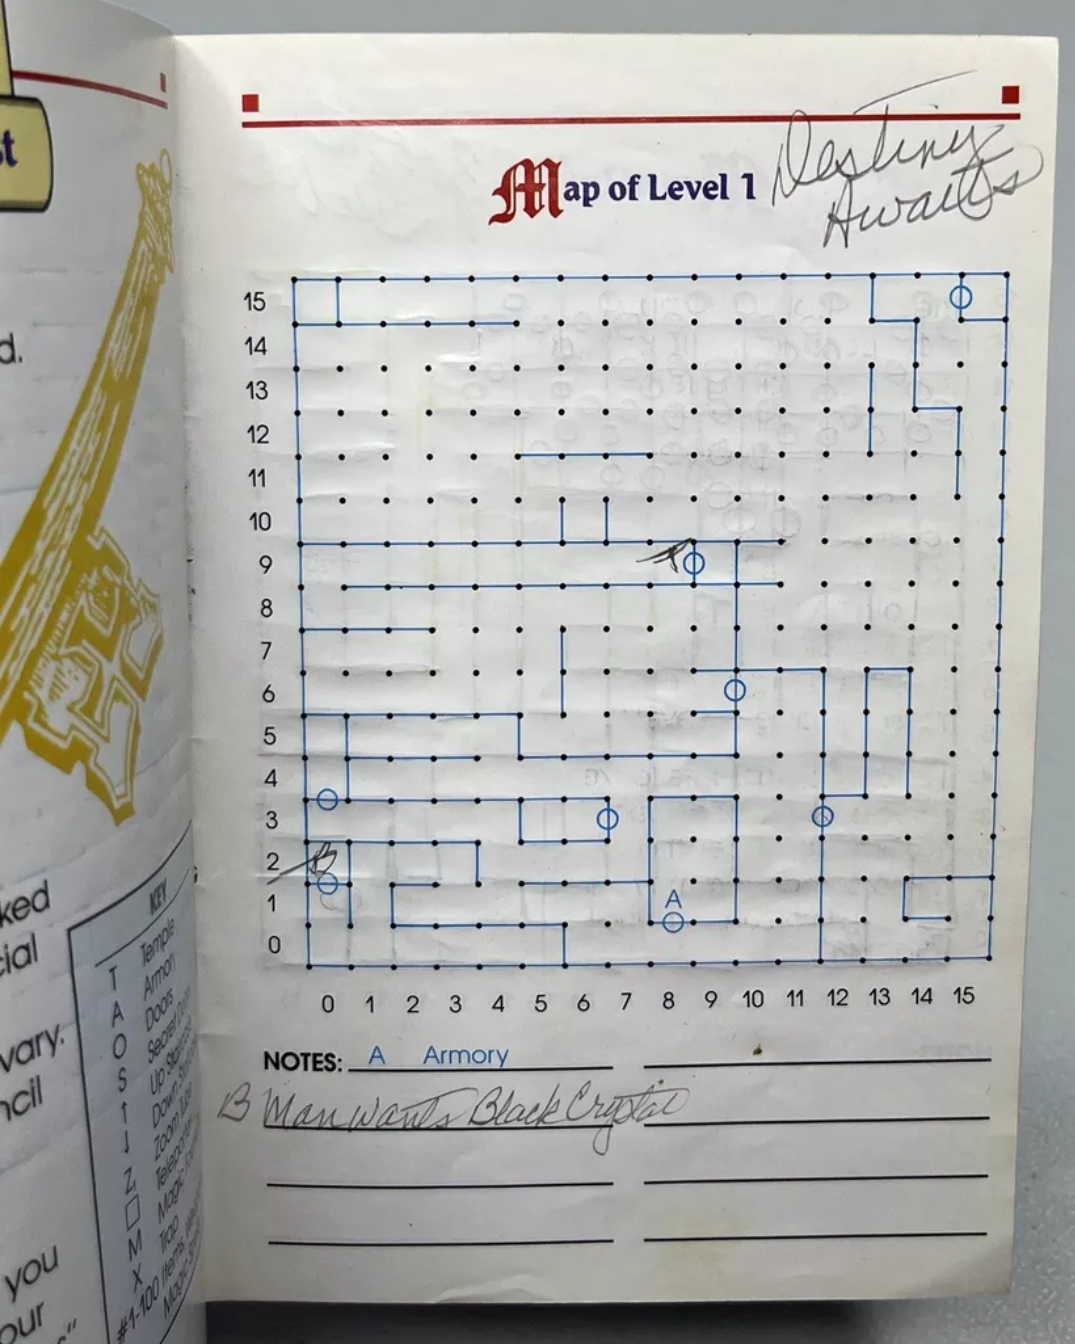 st
d.
ked
cial
vary.
ncil
you
our
s"
KEY
T Temple
A Armory
O Doors
S
↑
↓
Z
□
M
X Trap
#1-100
Map of Level 1
Destiny
Awaits
15
14
13
12
11
10
9
8
7
6
5
4
3
2
B
1
A
0
0 1 2 3 4 5 6 7 8 9 10 11 12 13 14 15
NOTES: A Armory
B Man Wants Black Crystal